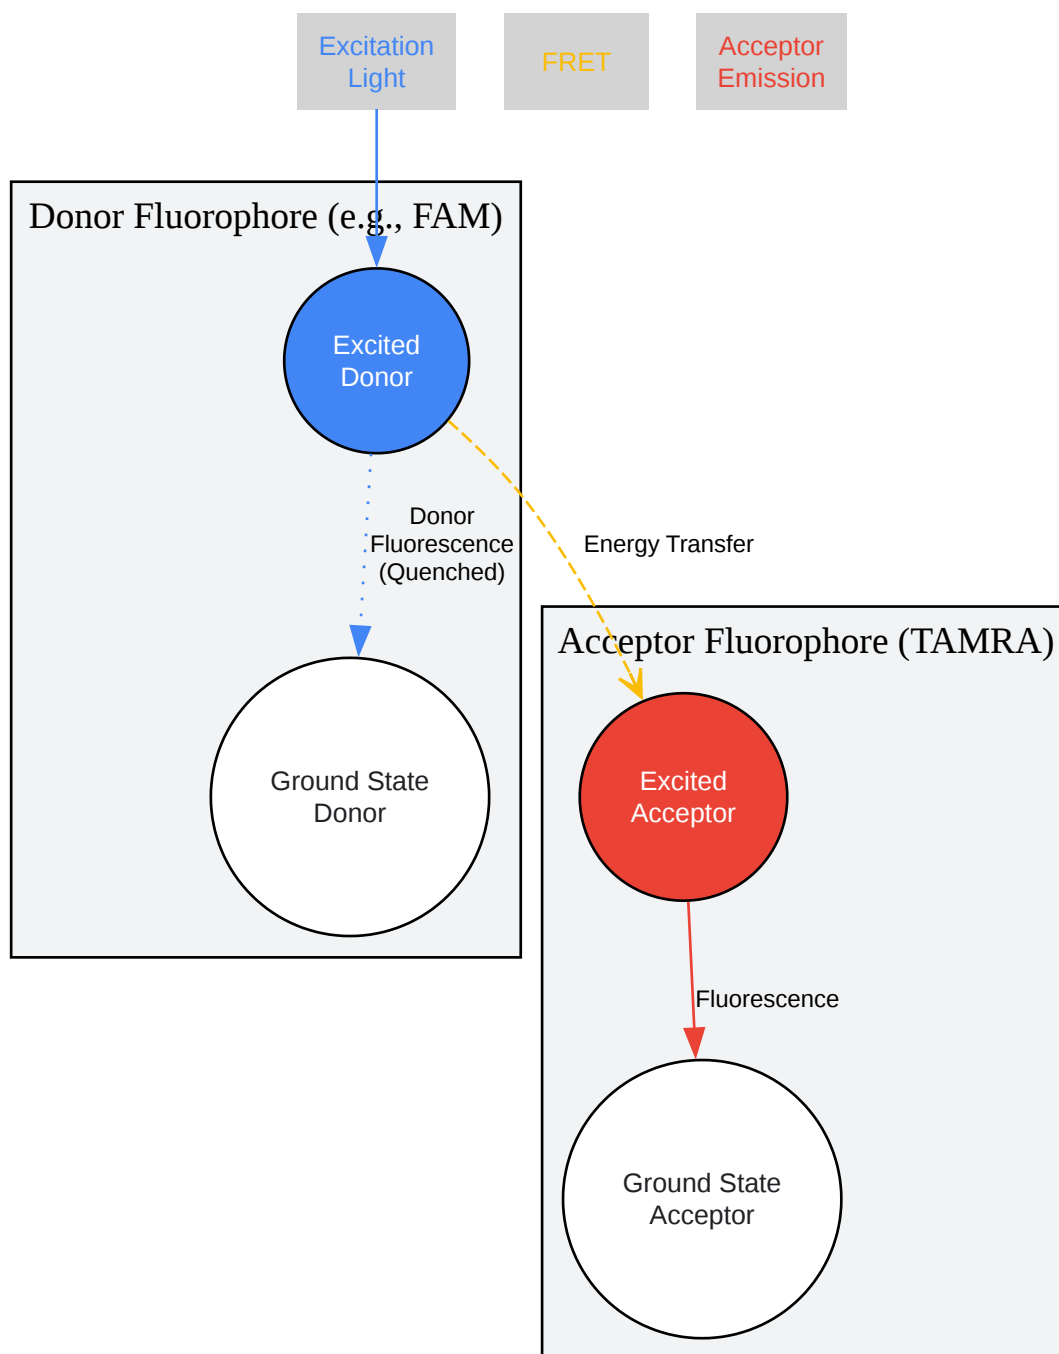 Excitation
Light
FRET
Acceptor
Emission
Donor Fluorophore (e.g., FAM)
Excited
Donor
Donor
Fluorescence
(Quenched)
Energy Transfer
Acceptor Fluorophore (TAMRA)
Ground State
Donor
Excited
Acceptor
Fluorescence
Ground State
Acceptor